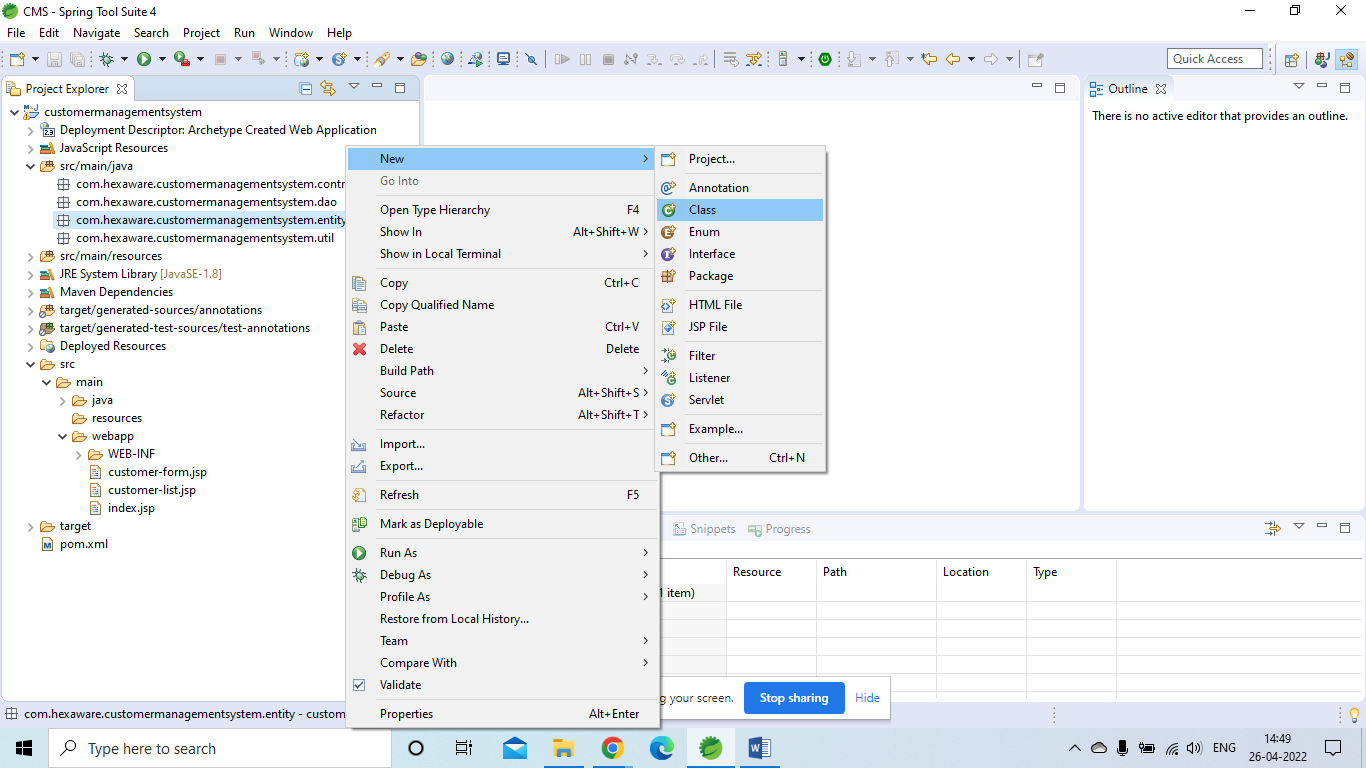 CMS - Spring Tool Suite 4
File Edit Navigate Search Project Run Window Help
Quick Access
Project Explorer
customermanagementsystem
Deployment Descriptor: Archetype Created Web Application
JavaScript Resources
src/main/java
com.hexaware.customermanagementsystem.contr
com.hexaware.customermanagementsystem.dao
com.hexaware.customermanagementsystem.entity
com.hexaware.customermanagementsystem.util
src/main/resources
JRE System Library [JavaSE-1.8]
Maven Dependencies
target/generated-sources/annotations
target/generated-test-sources/test-annotations
Deployed Resources
src
main
java
resources
webapp
WEB-INF
customer-form.jsp
customer-list.jsp
index.jsp
target
pom.xml
New
Go Into
Open Type Hierarchy F4
Show In Alt+Shift+W
Show in Local Terminal
Copy Ctrl+C
Copy Qualified Name
Paste Ctrl+V
Delete Delete
Build Path
Source Alt+Shift+S
Refactor Alt+Shift+T
Import...
Export...
Refresh F5
Mark as Deployable
Run As
Debug As
Profile As
Restore from Local History...
Team
Compare With
Validate
Properties Alt+Enter
Project...
Annotation
Class
Enum
Interface
Package
HTML File
JSP File
Filter
Listener
Servlet
Example...
Other... Ctrl+N
Outline
There is no active editor that provides an outline.
Snippets Progress
Resource Path Location Type
1 item)
g your screen. Stop sharing Hide
com.hexaware.customermanagementsystem.entity - custom
Type here to search
ENG
14:49
26-04-2022